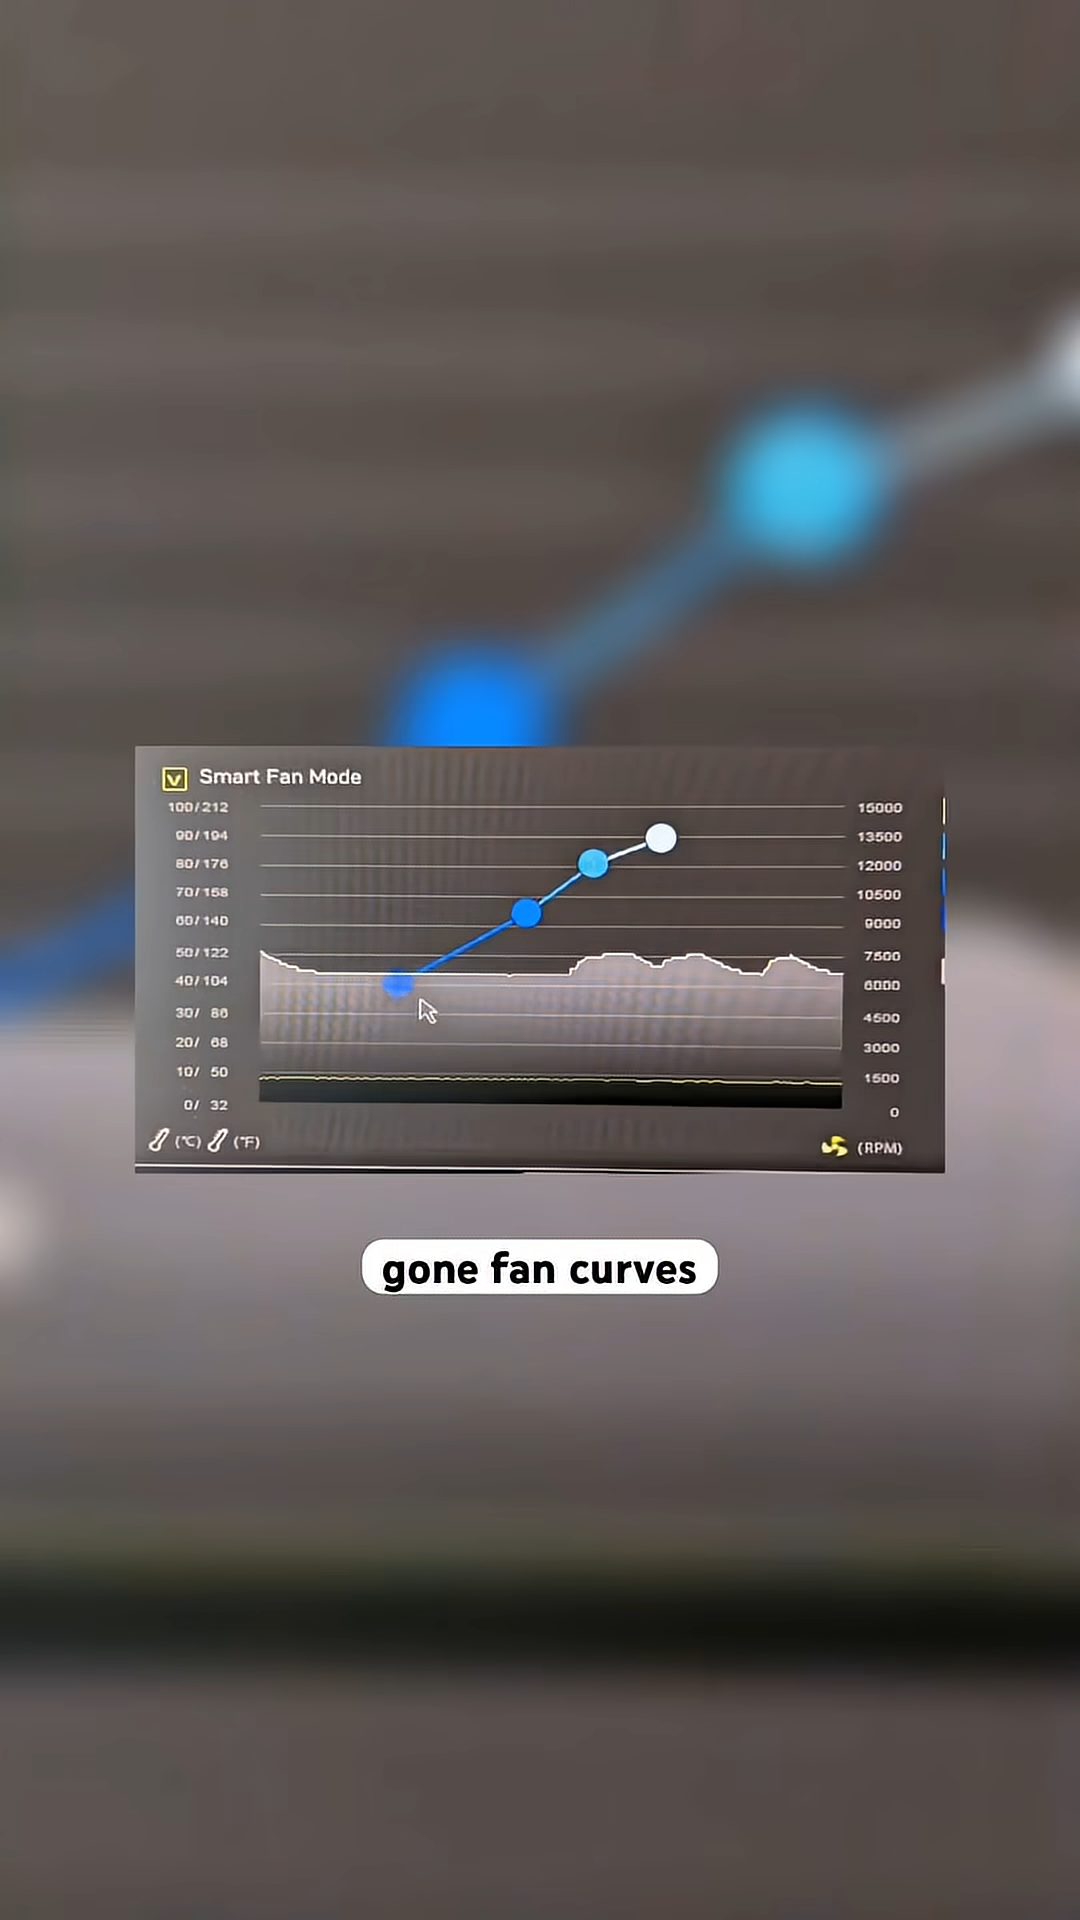 Smart Fan Mode
100/212 15000
90/194 13500
80/176 12000
70/158 10500
60/140 9000
50/122 7500
40/104 6000
30/ 86 4500
20/ 68 3000
10/ 50 1500
0/ 32 0
(°C) (°F) (RPM)
gone fan curves